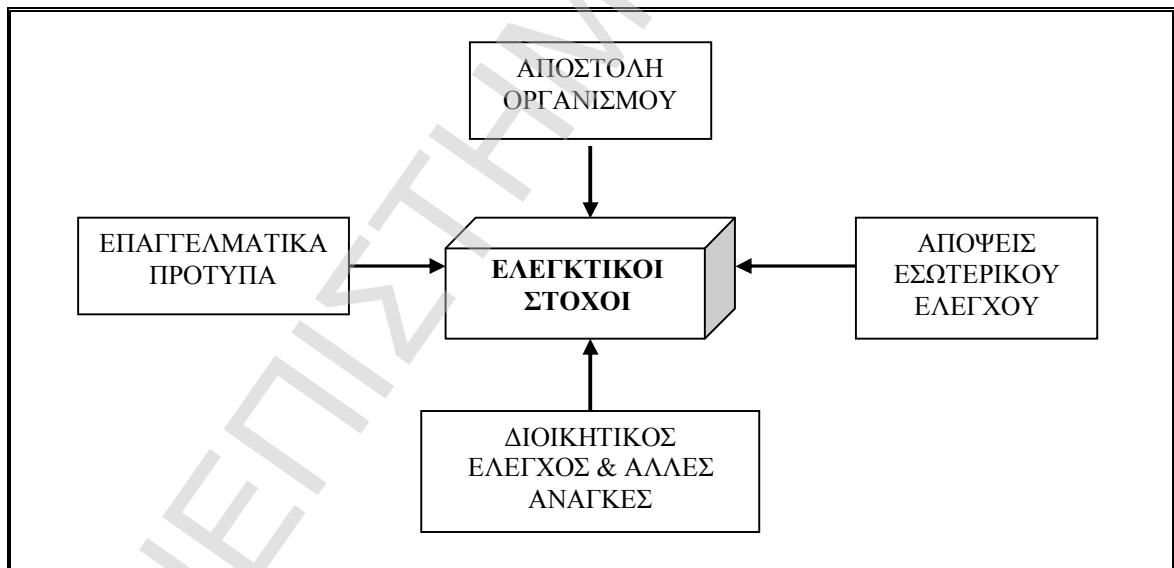 ΑΠΟΣΤΟΛΗ
ΟΡΓΑΝΙΣΜΟΥ
ΕΠΑΓΓΕΛΜΑΤΙΚΑ
ΠΡΟΤΥΠΑ
ΕΛΕΓΚΤΙΚΟΙ
ΣΤΟΧΟΙ
ΑΠΟΨΕΙΣ
ΕΣΩΤΕΡΙΚΟΥ
ΕΛΕΓΧΟΥ
ΔΙΟΙΚΗΤΙΚΟΣ
ΕΛΕΓΧΟΣ & ΑΛΛΕΣ
ΑΝΑΓΚΕΣ